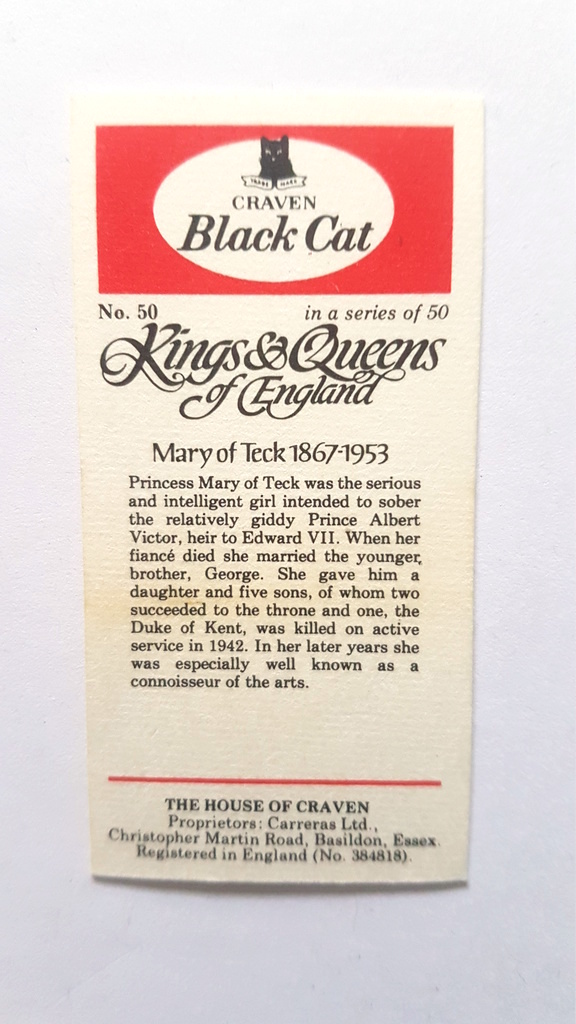 TRADE MARK
CRAVEN
Black Cat
No. 50 in a series of 50
Kings & Queens
of England
Mary of Teck 1867-1953
Princess Mary of Teck was the serious
and intelligent girl intended to sober
the relatively giddy Prince Albert
Victor, heir to Edward VII. When her
fiancé died she married the younger
brother, George. She gave him a
daughter and five sons, of whom two
succeeded to the throne and one, the
Duke of Kent, was killed on active
service in 1942. In her later years she
was especially well known as a
connoisseur of the arts.
THE HOUSE OF CRAVEN
Proprietors: Carreras Ltd.,
Christopher Martin Road, Basildon, Essex.
Registered in England (No. 384818).